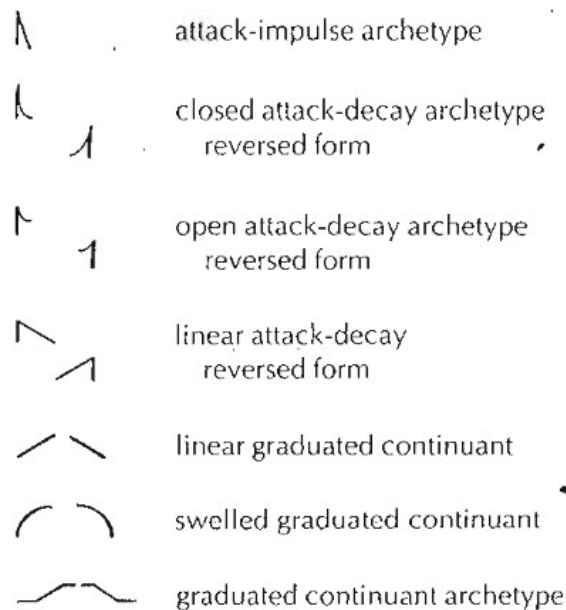 attack-impulse archetype
closed attack-decay archetype
reversed form
open attack-decay archetype
reversed form
linear attack-decay
reversed form
linear graduated continuant
swelled graduated continuant
graduated continuant archetype